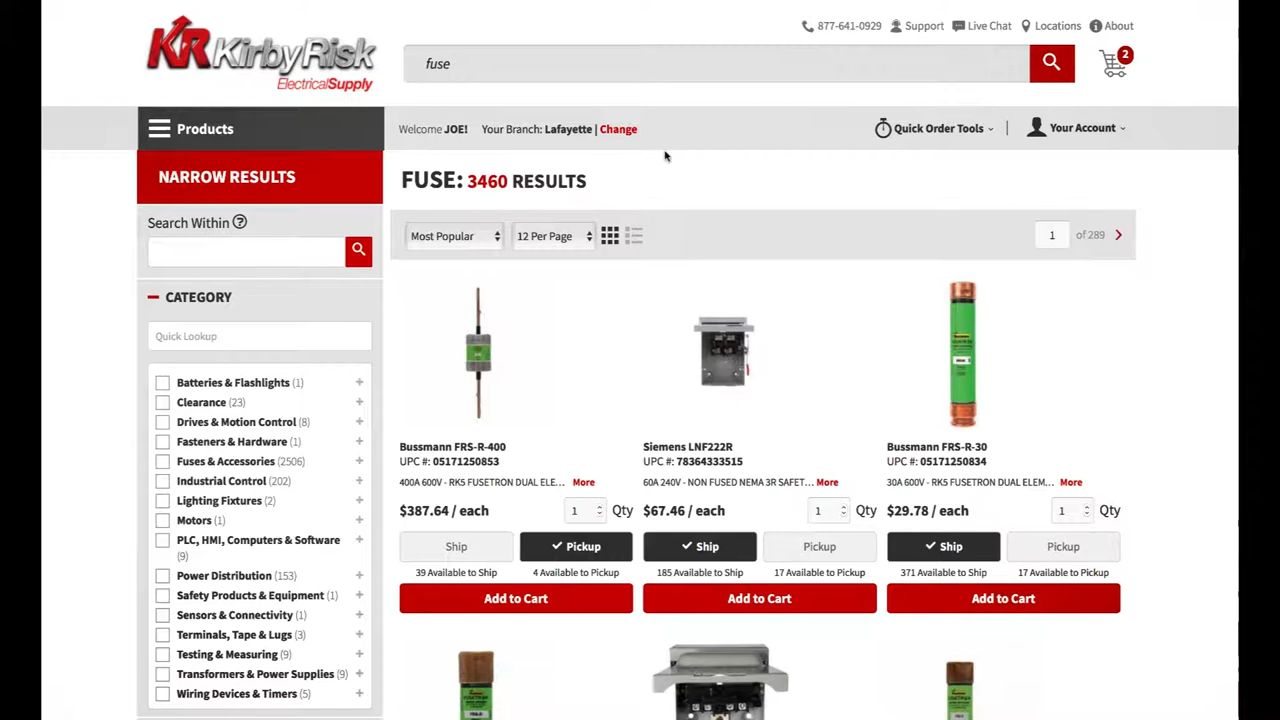 877-641-0929 Support Live Chat Locations About
KR KirbyRisk
ElectricalSupply
fuse
2
Products
Welcome JOE! Your Branch: Lafayette | Change
Quick Order Tools
Your Account
NARROW RESULTS
FUSE: 3460 RESULTS
Search Within ?
Most Popular 12 Per Page
1 of 289
CATEGORY
Quick Lookup
Batteries & Flashlights (1)
Clearance (23)
Drives & Motion Control (8)
Fasteners & Hardware (1)
Fuses & Accessories (2506)
Industrial Control (202)
Lighting Fixtures (2)
Motors (1)
PLC, HMI, Computers & Software
(9)
Power Distribution (153)
Safety Products & Equipment (1)
Sensors & Connectivity (1)
Terminals, Tape & Lugs (3)
Testing & Measuring (9)
Transformers & Power Supplies (9)
Wiring Devices & Timers (5)
Bussmann FRS-R-400
UPC #: 05171250853
400A 600V - RK5 FUSETRON DUAL ELE... More
$387.64 / each 1 Qty
Ship Pickup
39 Available to Ship 4 Available to Pickup
Add to Cart
Siemens LNF222R
UPC #: 78364333515
60A 240V - NON FUSED NEMA 3R SAFET... More
$67.46 / each 1 Qty
Ship Pickup
185 Available to Ship 17 Available to Pickup
Add to Cart
Bussmann FRS-R-30
UPC #: 05171250834
30A 600V - RK5 FUSETRON DUAL ELEM... More
$29.78 / each 1 Qty
Ship Pickup
371 Available to Ship 17 Available to Pickup
Add to Cart